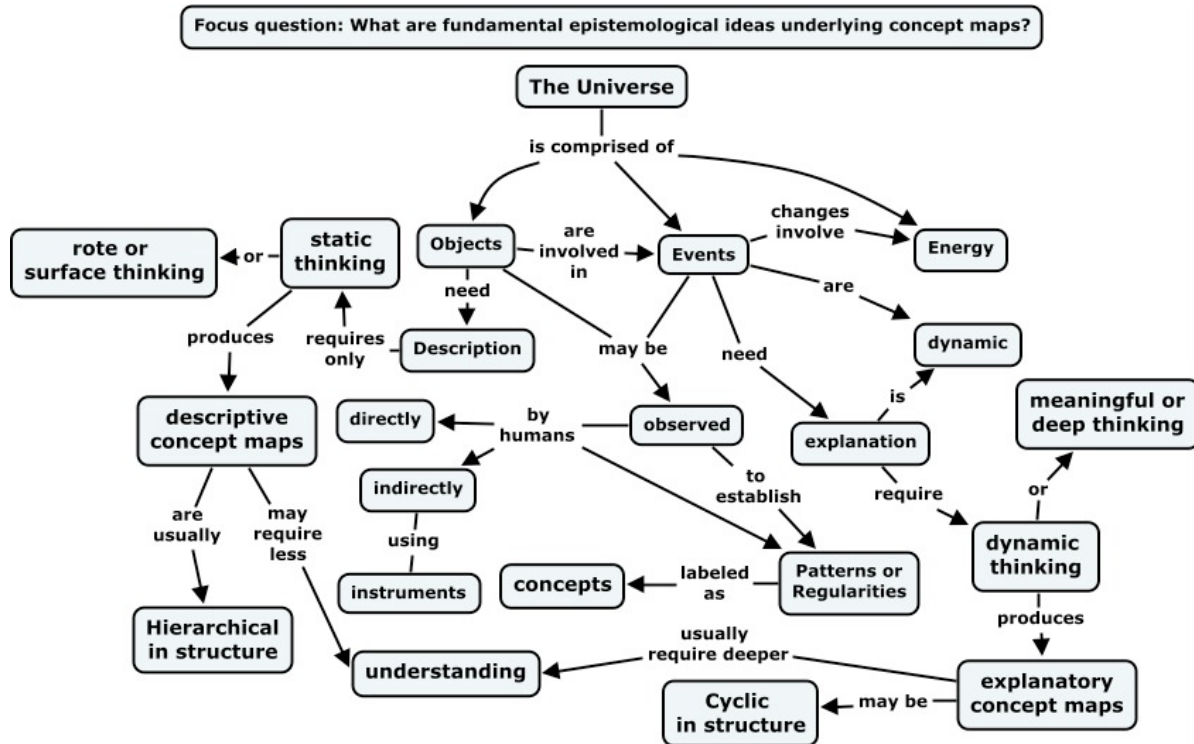 Focus question: What are fundamental epistemological ideas underlying concept maps?
The Universe
is comprised of
Objects
are
involved
in
Events
changes
involve
Energy
rote or
surface thinking
or
static
thinking
need
are
requires
only
Description
produces
may be
need
dynamic
is
descriptive
concept maps
directly
by
humans
observed
explanation
meaningful or
deep thinking
indirectly
to
establish
require
or
are
usually
may
require
less
using
instruments
concepts
labeled
as
Patterns or
Regularities
dynamic
thinking
produces
Hierarchical
in structure
understanding
usually
require deeper
explanatory
concept maps
may be
Cyclic
in structure